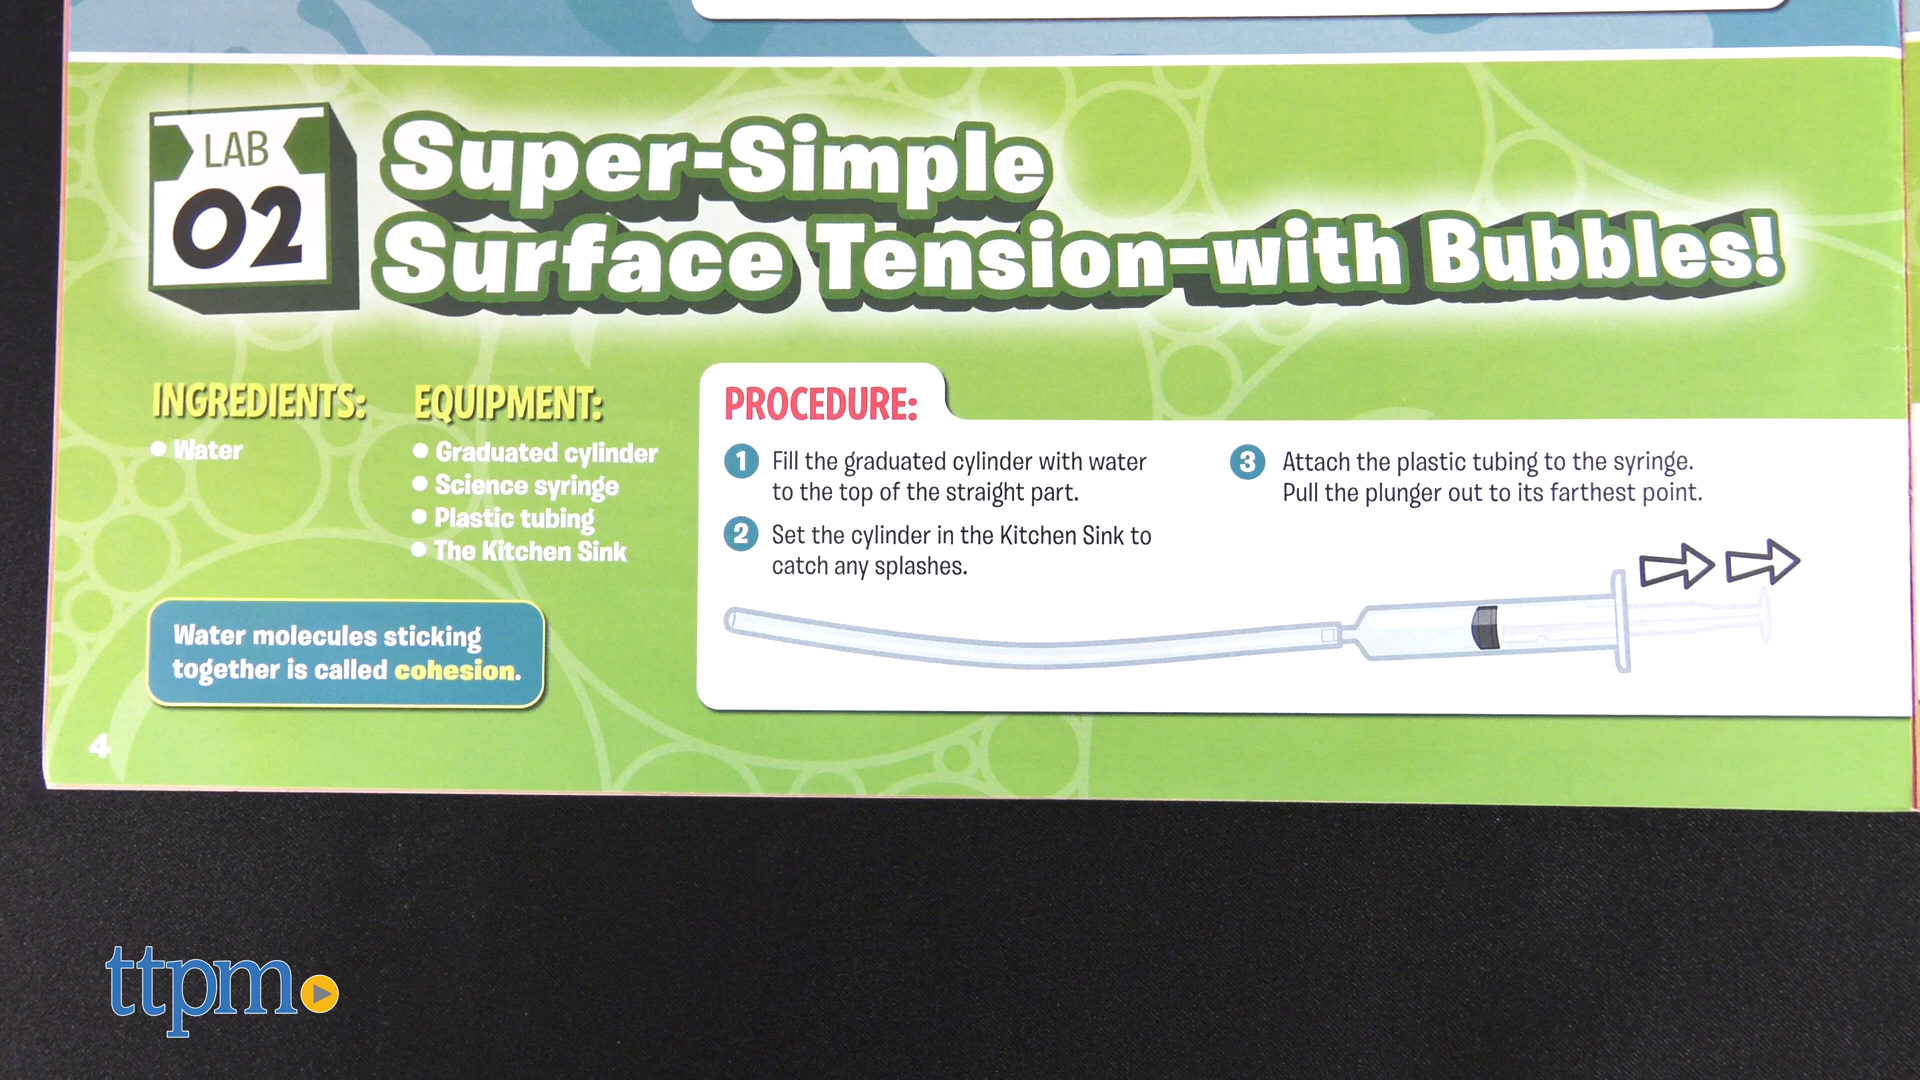 LAB
02
Super-Simple
Surface Tension-with Bubbles!
INGREDIENTS:
• Water
EQUIPMENT:
• Graduated cylinder
• Science syringe
• Plastic tubing
• The Kitchen Sink
Water molecules sticking
together is called cohesion.
PROCEDURE:
1 Fill the graduated cylinder with water
to the top of the straight part.
2 Set the cylinder in the Kitchen Sink to
catch any splashes.
3 Attach the plastic tubing to the syringe.
Pull the plunger out to its farthest point.
4
ttpm